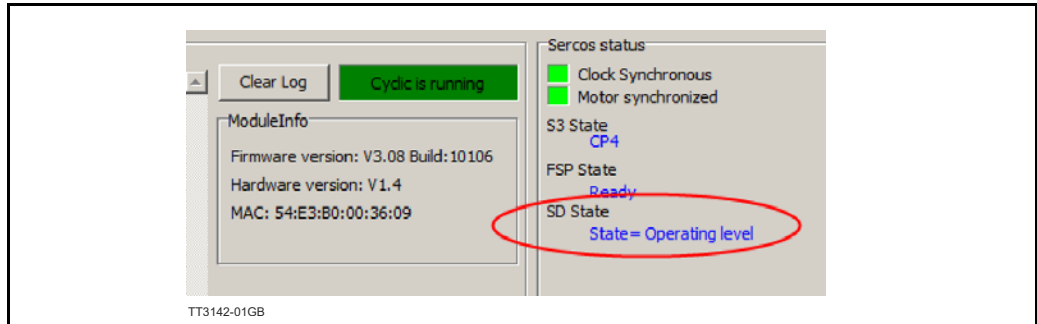 Sercos status
Clear Log
Cydic is running
Clock Synchronous
Motor synchronized
ModuleInfo
Firmware version: V3.08 Build:10106
Hardware version: V1.4
MAC: 54:E3:B0:00:36:09
S3 State
CP4
FSP State
Ready
SD State
State= Operating level
TT3142-01GB